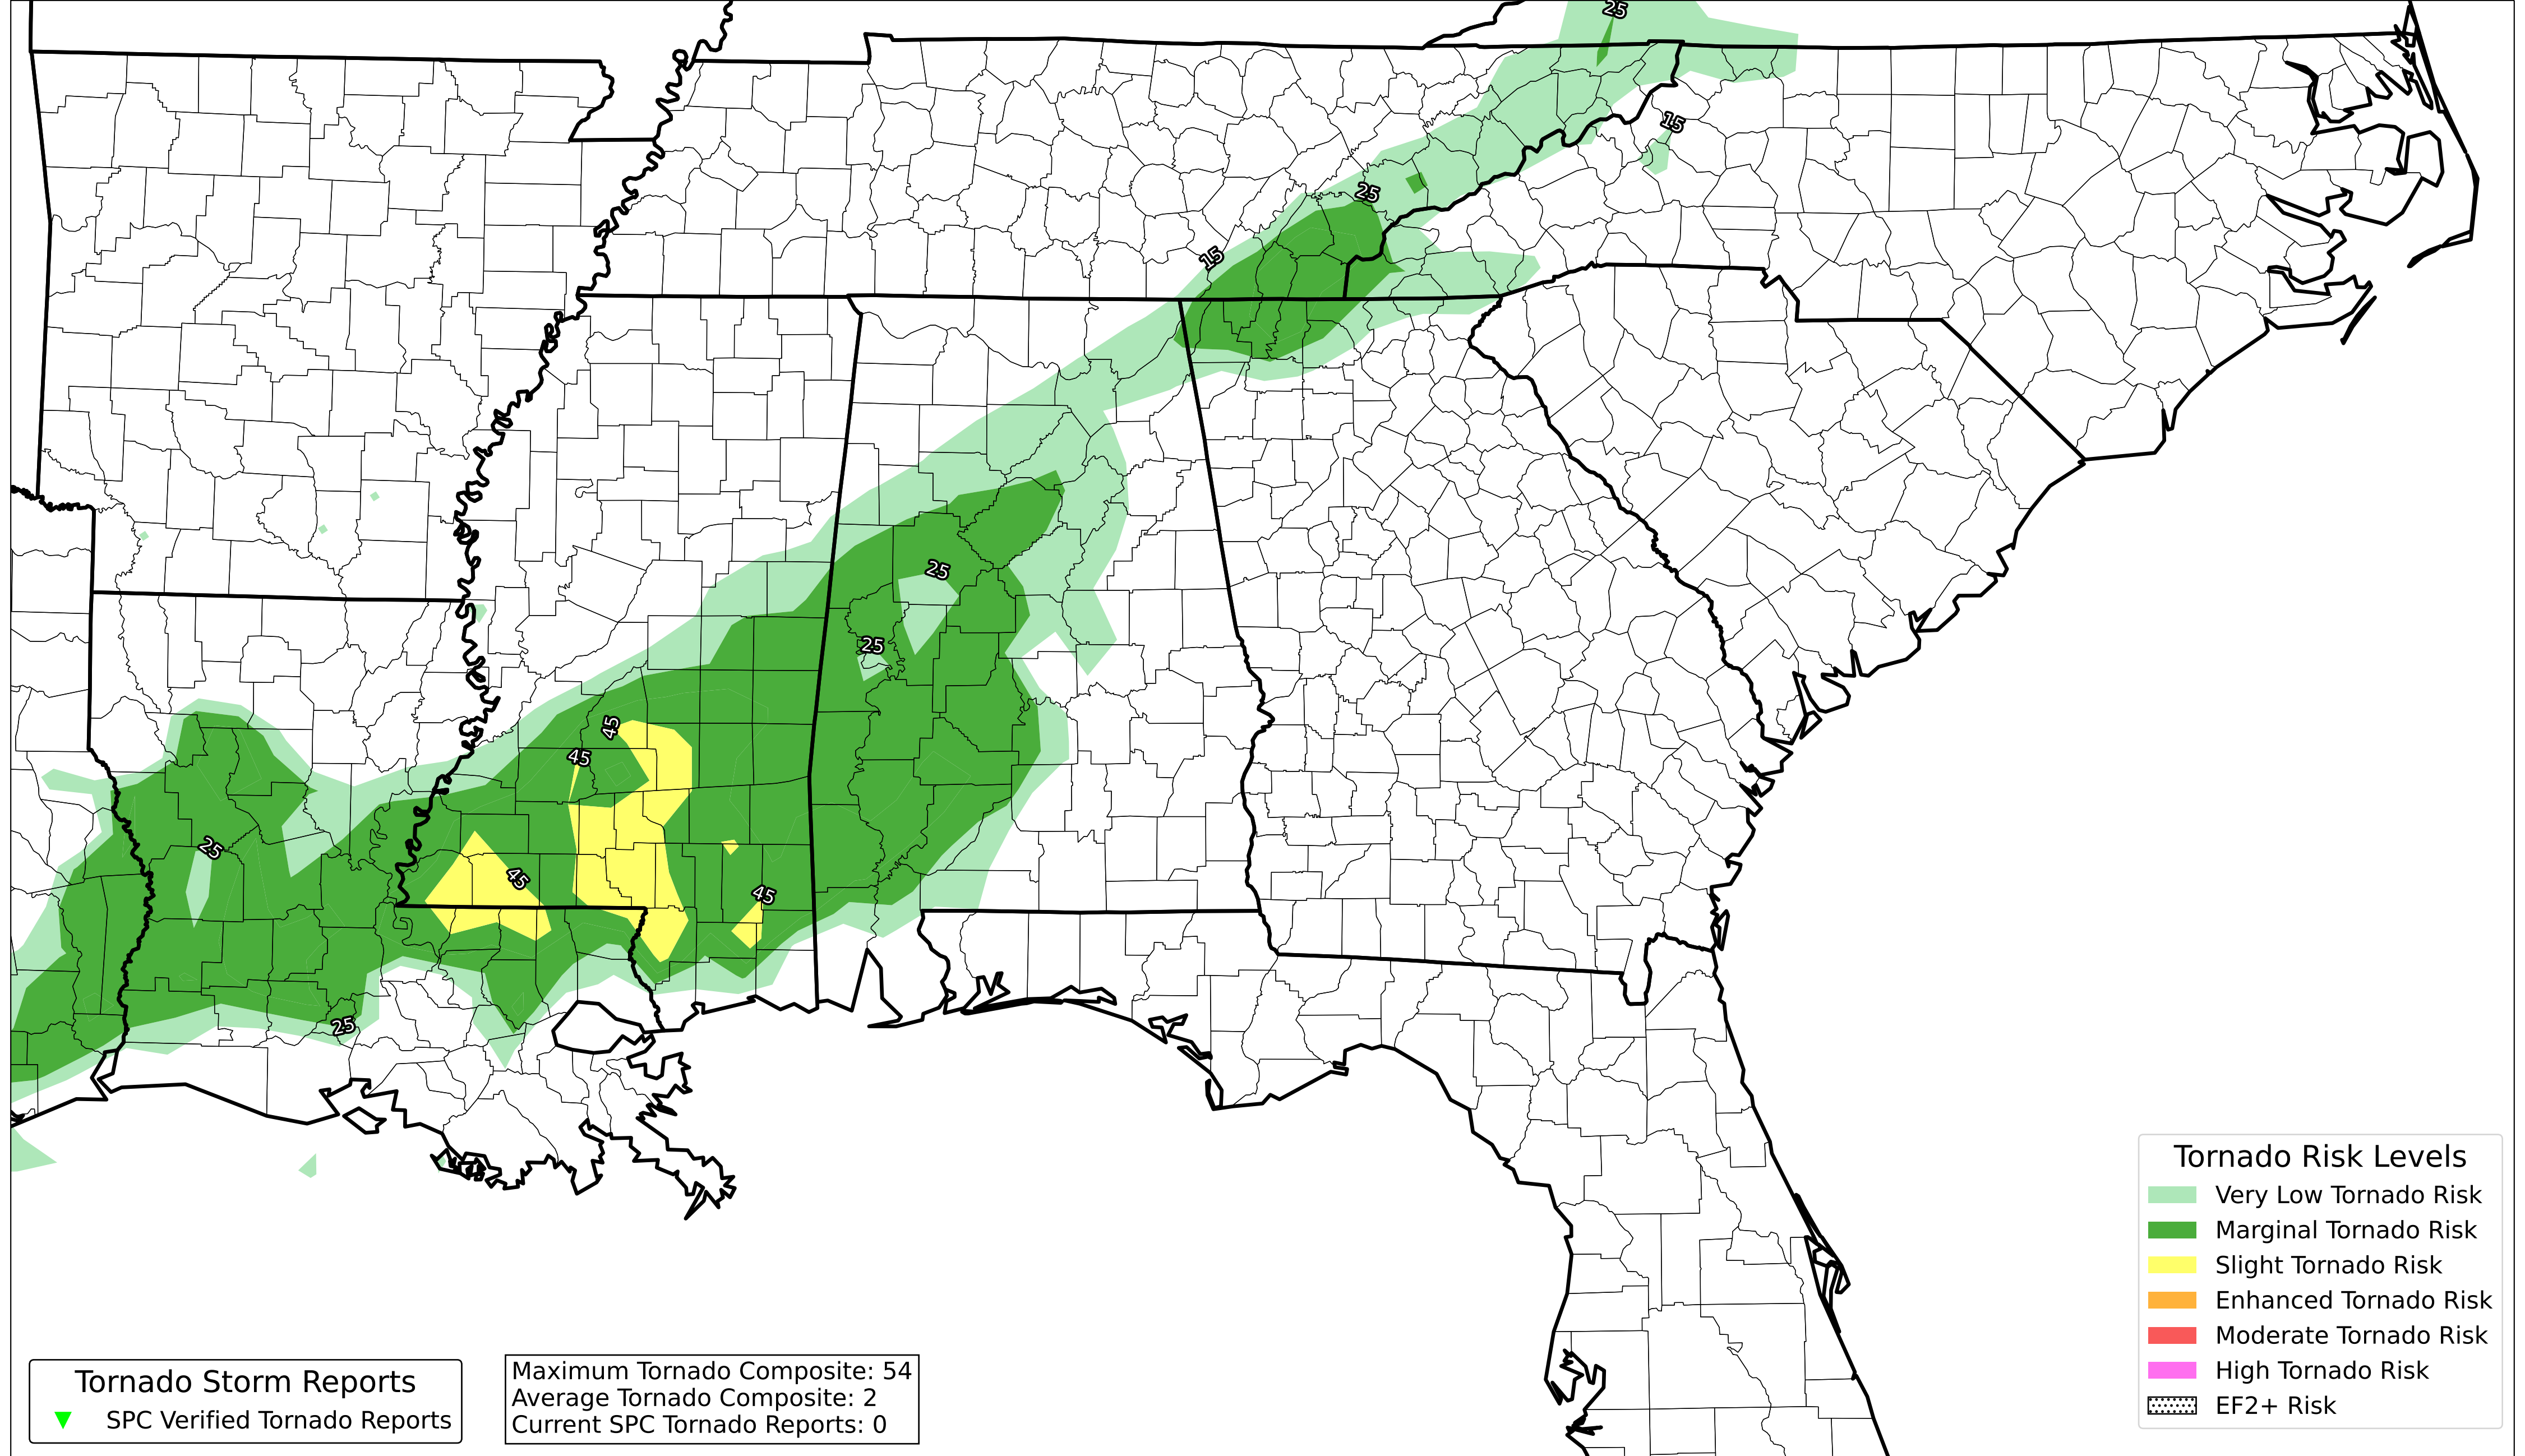 25
15
25
15
25
25
45
45
25
45
45
25
Tornado Risk Levels
Very Low Tornado Risk
Marginal Tornado Risk
Slight Tornado Risk
Enhanced Tornado Risk
Moderate Tornado Risk
High Tornado Risk
EF2+ Risk
Tornado Storm Reports
SPC Verified Tornado Reports
Maximum Tornado Composite: 54
Average Tornado Composite: 2
Current SPC Tornado Reports: 0